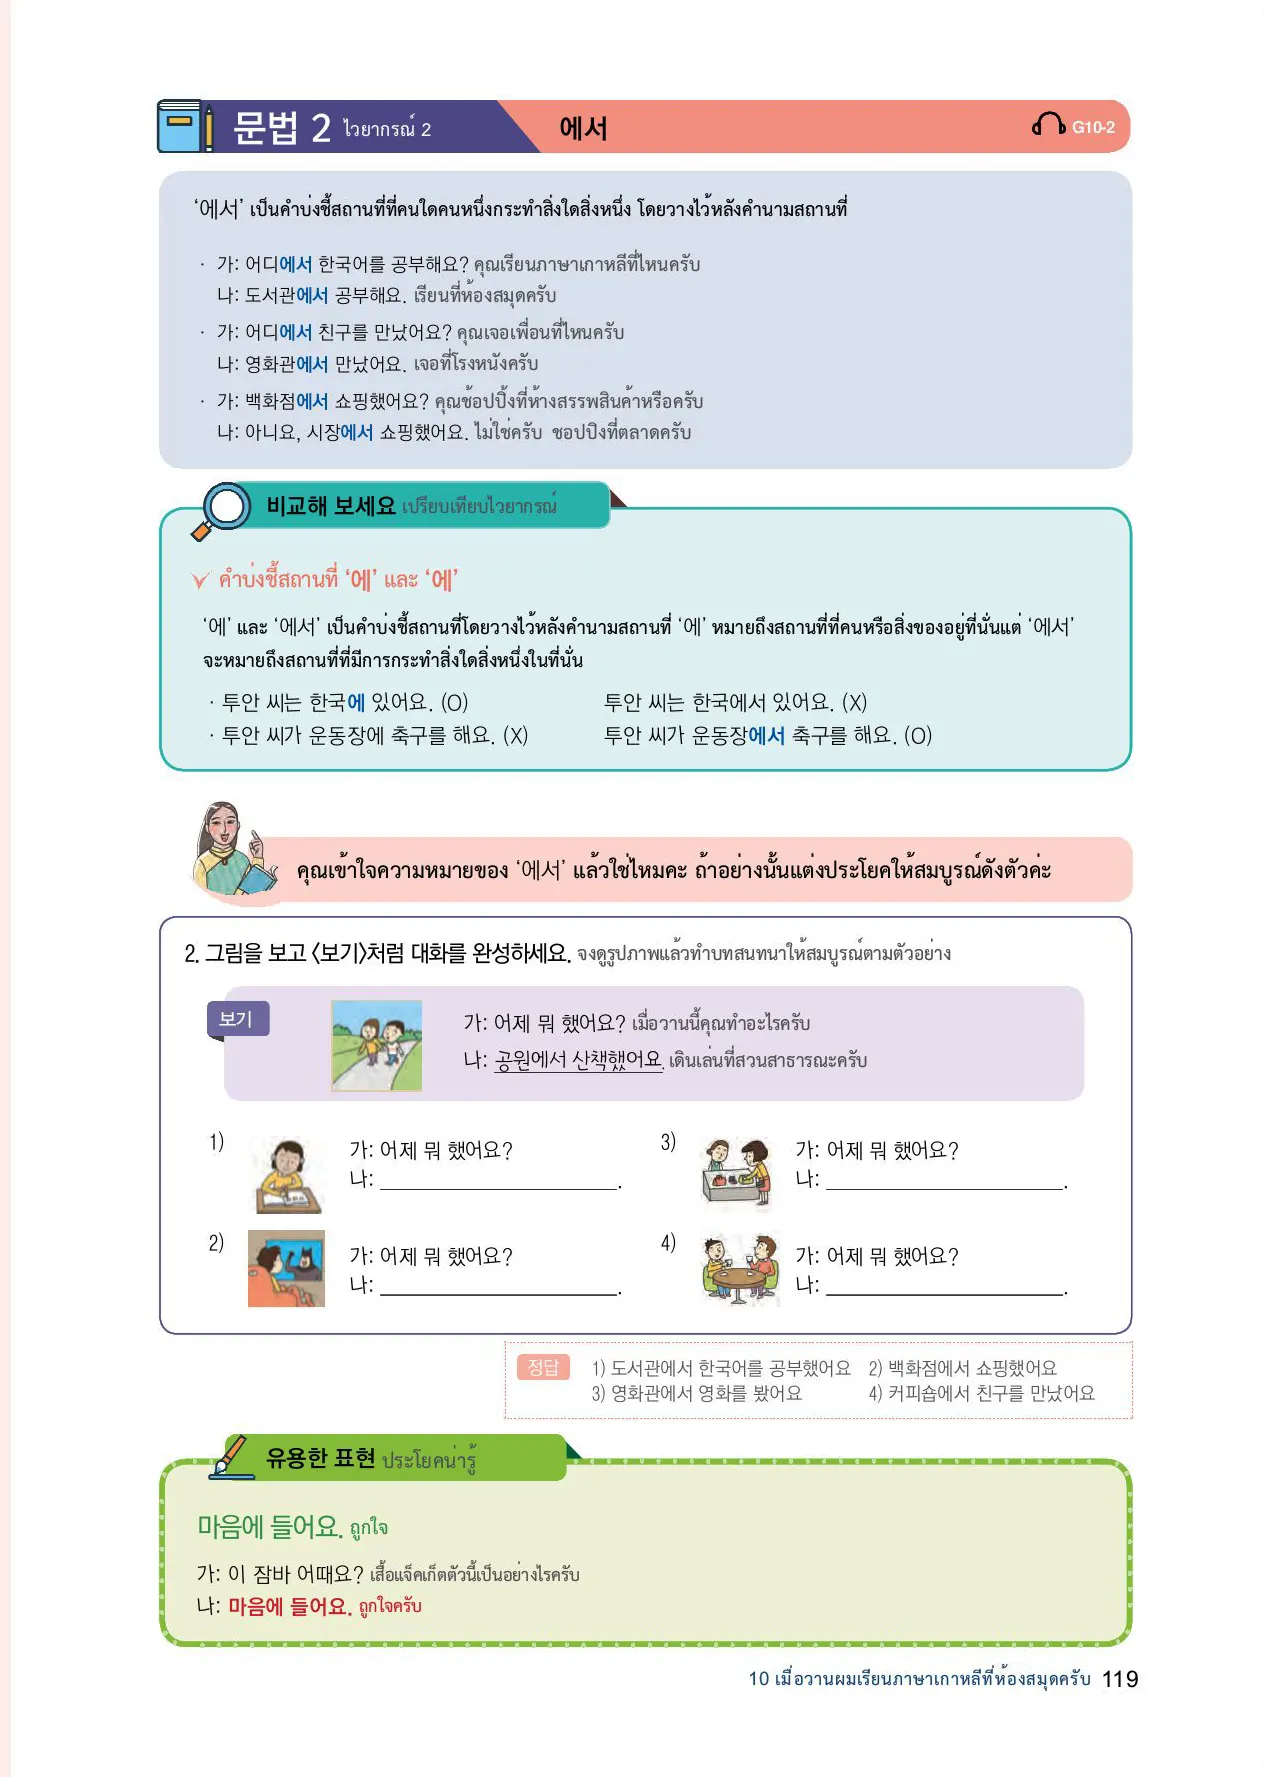 문법 2 ไวยากรณ์ 2 에서 G10-2
‘에서’ เป็นคำบ่งชี้สถานที่ที่คนใดคนหนึ่งกระทำสิ่งใดสิ่งหนึ่ง โดยวางไว้หลังคำนามสถานที่
· 가: 어디에서 한국어를 공부해요? คุณเรียนภาษาเกาหลีที่ไหนครับ
나: 도서관에서 공부해요. เรียนที่ห้องสมุดครับ
· 가: 어디에서 친구를 만났어요? คุณเจอเพื่อนที่ไหนครับ
나: 영화관에서 만났어요. เจอที่โรงหนังครับ
· 가: 백화점에서 쇼핑했어요? คุณช้อปปิ้งที่ห้างสรรพสินค้าหรือครับ
나: 아니요, 시장에서 쇼핑했어요. ไม่ใช่ครับ ชอปปิงที่ตลาดครับ
비교해 보세요 เปรียบเทียบไวยากรณ์
คำบ่งชี้สถานที่ ‘에’ และ ‘에’
‘에’ และ ‘에서’ เป็นคำบ่งชี้สถานที่โดยวางไว้หลังคำนามสถานที่ ‘에’ หมายถึงสถานที่ที่คนหรือสิ่งของอยู่ที่นั่นแต่ ‘에서’
จะหมายถึงสถานที่ที่มีการกระทำสิ่งใดสิ่งหนึ่งในที่นั่น
· 투안 씨는 한국에 있어요. (O) 투안 씨는 한국에서 있어요. (X)
· 투안 씨가 운동장에 축구를 해요. (X) 투안 씨가 운동장에서 축구를 해요. (O)
คุณเข้าใจความหมายของ ‘에서’ แล้วใช่ไหมคะ ถ้าอย่างนั้นแต่งประโยคให้สมบูรณ์ดังตัวค่ะ
2. 그림을 보고 〈보기〉처럼 대화를 완성하세요. จงดูรูปภาพแล้วทำบทสนทนาให้สมบูรณ์ตามตัวอย่าง
보기
가: 어제 뭐 했어요? เมื่อวานนี้คุณทำอะไรครับ
나: 공원에서 산책했어요. เดินเล่นที่สวนสาธารณะครับ
1) 가: 어제 뭐 했어요?
나: ______________________.
2) 가: 어제 뭐 했어요?
나: ______________________.
3) 가: 어제 뭐 했어요?
나: ______________________.
4) 가: 어제 뭐 했어요?
나: ______________________.
정답 1) 도서관에서 한국어를 공부했어요 2) 백화점에서 쇼핑했어요
3) 영화관에서 영화를 봤어요 4) 커피숍에서 친구를 만났어요
유용한 표현 ประโยคน่ารู้
마음에 들어요. ถูกใจ
가: 이 잠바 어때요? เสื้อแจ็คเก็ตตัวนี้เป็นอย่างไรครับ
나: 마음에 들어요. ถูกใจครับ
10 เมื่อวานผมเรียนภาษาเกาหลีที่ห้องสมุดครับ 119